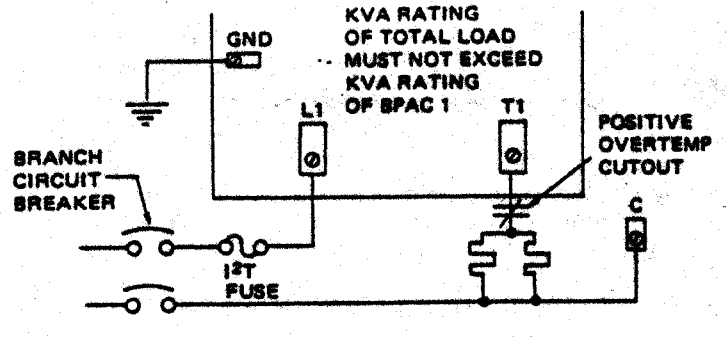 KVA RATING
OF TOTAL LOAD
MUST NOT EXCEED
KVA RATING
OF BPAC 1
GND
L1
T1
POSITIVE
OVERTEMP
CUTOUT
BRANCH
CIRCUIT
BREAKER
C
I²T
FUSE